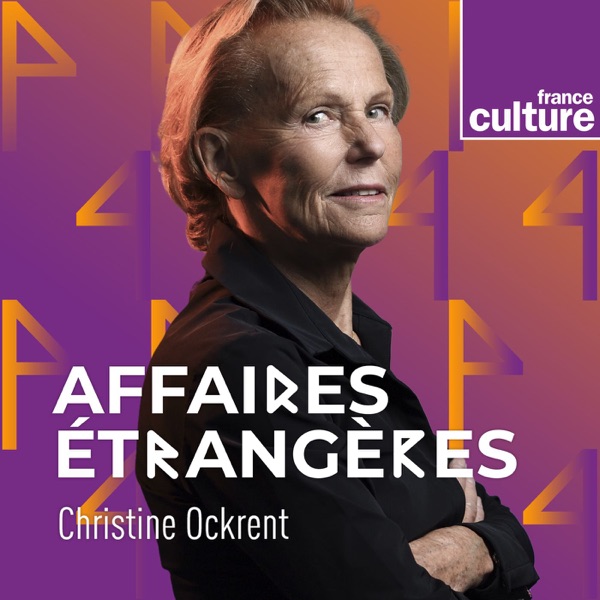 france
culture
AFFAIRES
ÉTRANGÈRES
Christine Ockrent